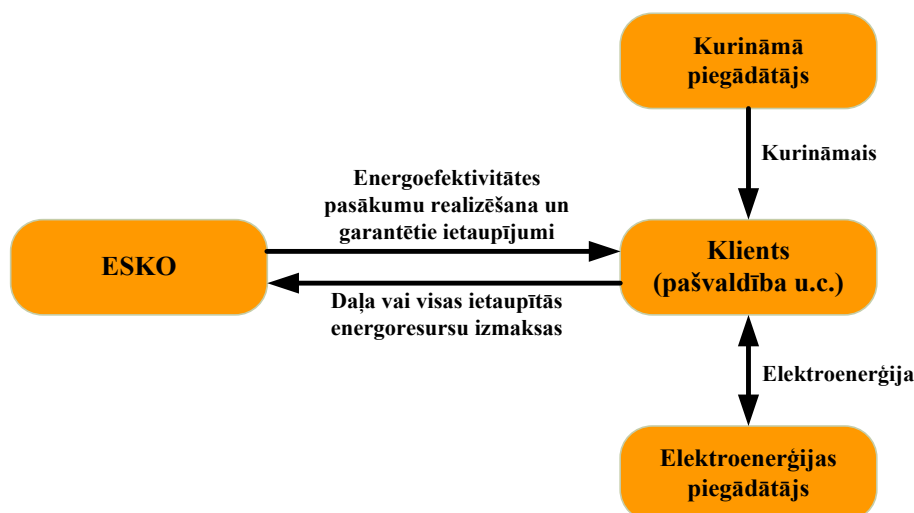 Kurināmā
piegādātājs
Kurināmais
Energoefektivitātes
pasākumu realizēšana un
garantētie ietaupījumi
ESKO
Klients
(pašvaldība u.c.)
Daļa vai visas ietaupītās
energoresursu izmaksas
Elektroenerģija
Elektroenerģijas
piegādātājs